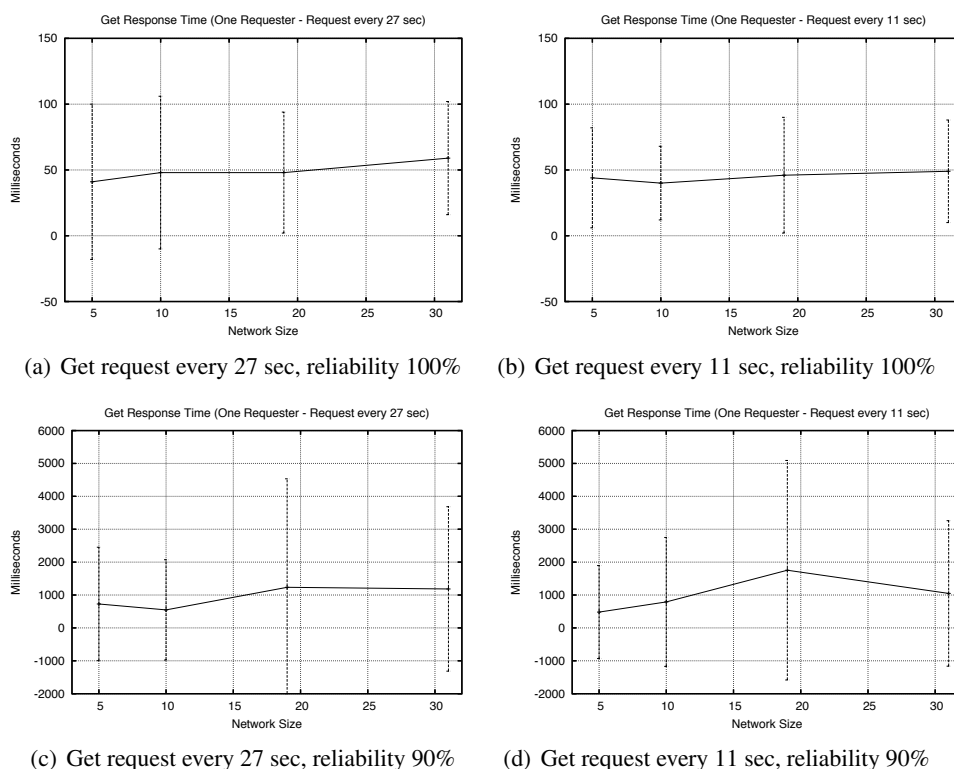 Get Response Time (One Requester - Request every 27 sec)
150
100
50
0
-50
Milliseconds
5 10 15 20 25 30
Network Size
(a) Get request every 27 sec, reliability 100%
Get Response Time (One Requester - Request every 11 sec)
150
100
50
0
-50
Milliseconds
5 10 15 20 25 30
Network Size
(b) Get request every 11 sec, reliability 100%
Get Response Time (One Requester - Request every 27 sec)
6000
5000
4000
3000
2000
1000
0
-1000
-2000
Milliseconds
5 10 15 20 25 30
Network Size
(c) Get request every 27 sec, reliability 90%
Get Response Time (One Requester - Request every 11 sec)
6000
5000
4000
3000
2000
1000
0
-1000
-2000
Milliseconds
5 10 15 20 25 30
Network Size
(d) Get request every 11 sec, reliability 90%